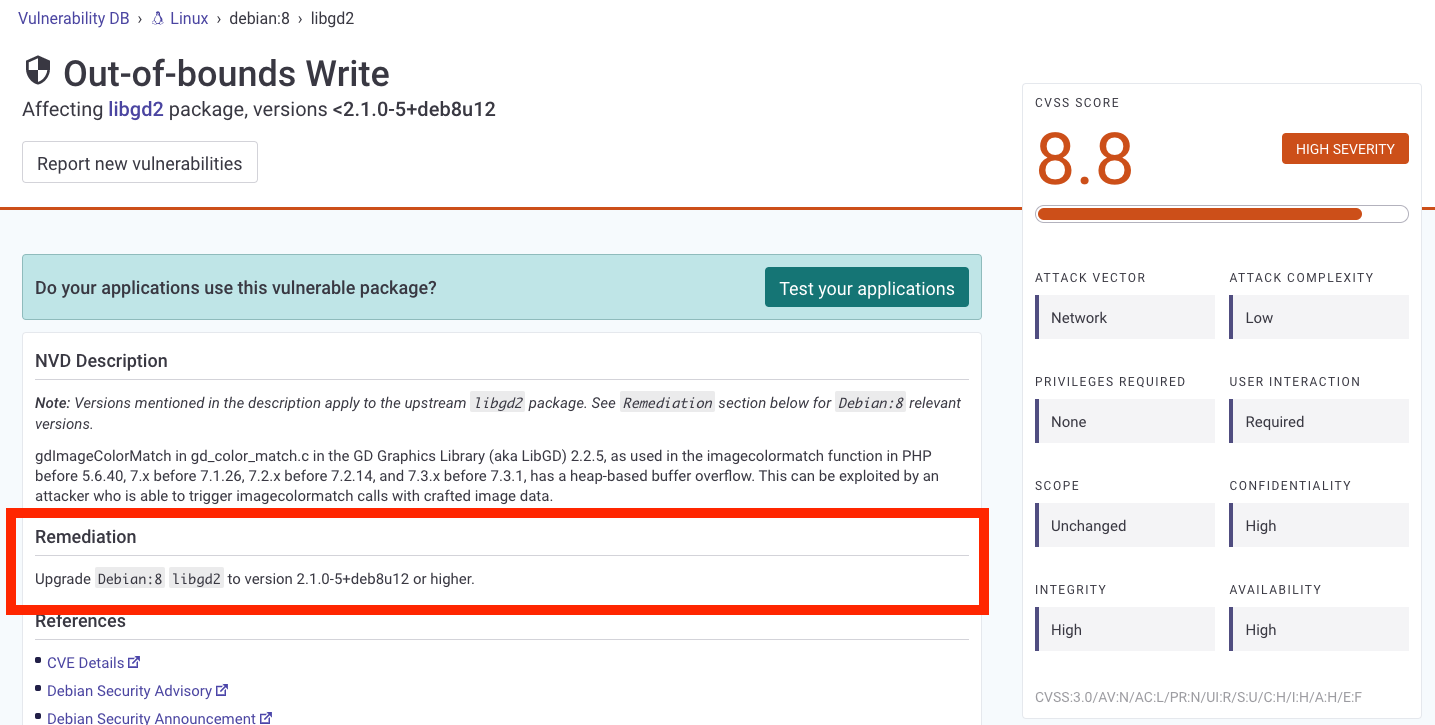 Vulnerability DB › Linux › debian:8 › libgd2
Out-of-bounds Write
Affecting libgd2 package, versions <2.1.0-5+deb8u12
Report new vulnerabilities
Do your applications use this vulnerable package?
Test your applications
NVD Description
Note: Versions mentioned in the description apply to the upstream libgd2 package. See Remediation section below for Debian:8 relevant
versions.
gdImageColorMatch in gd_color_match.c in the GD Graphics Library (aka LibGD) 2.2.5, as used in the imagecolormatch function in PHP
before 5.6.40, 7.x before 7.1.26, 7.2.x before 7.2.14, and 7.3.x before 7.3.1, has a heap-based buffer overflow. This can be exploited by an
attacker who is able to trigger imagecolormatch calls with crafted image data.
Remediation
Upgrade Debian:8 libgd2 to version 2.1.0-5+deb8u12 or higher.
References
CVE Details
Debian Security Advisory
Debian Security Announcement
CVSS SCORE
8.8
HIGH SEVERITY
ATTACK VECTOR
Network
ATTACK COMPLEXITY
Low
PRIVILEGES REQUIRED
None
USER INTERACTION
Required
SCOPE
Unchanged
CONFIDENTIALITY
High
INTEGRITY
High
AVAILABILITY
High
CVSS:3.0/AV:N/AC:L/PR:N/UI:R/S:U/C:H/I:H/A:H/E:F